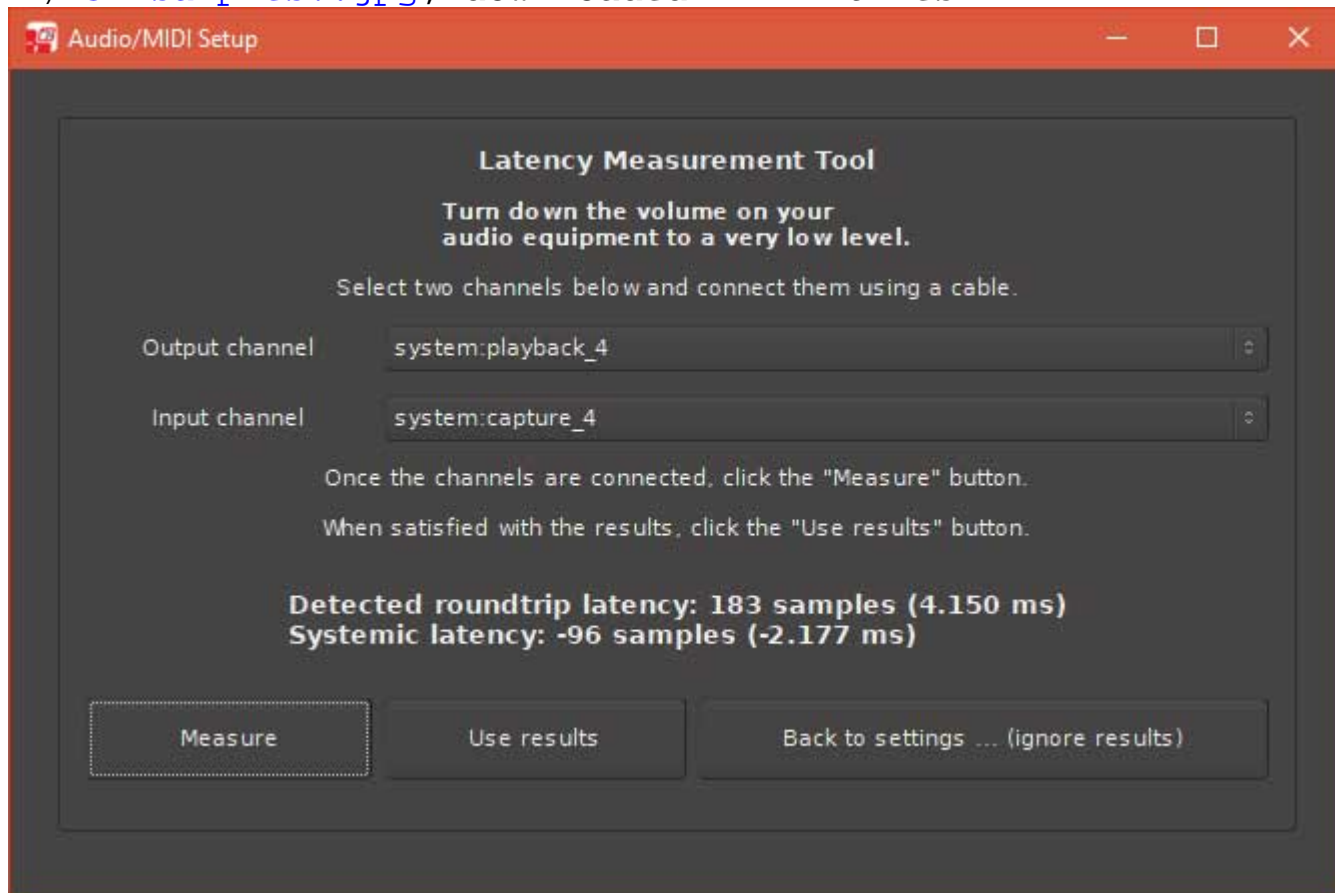 Audio/MIDI Setup
Latency Measurement Tool
Turn down the volume on your
audio equipment to a very low level.
Select two channels below and connect them using a cable.
Output channel system:playback_4
Input channel system:capture_4
Once the channels are connected, click the "Measure" button.
When satisfied with the results, click the "Use results" button.
Detected roundtrip latency: 183 samples (4.150 ms)
Systemic latency: -96 samples (-2.177 ms)
Measure Use results Back to settings ... (ignore results)